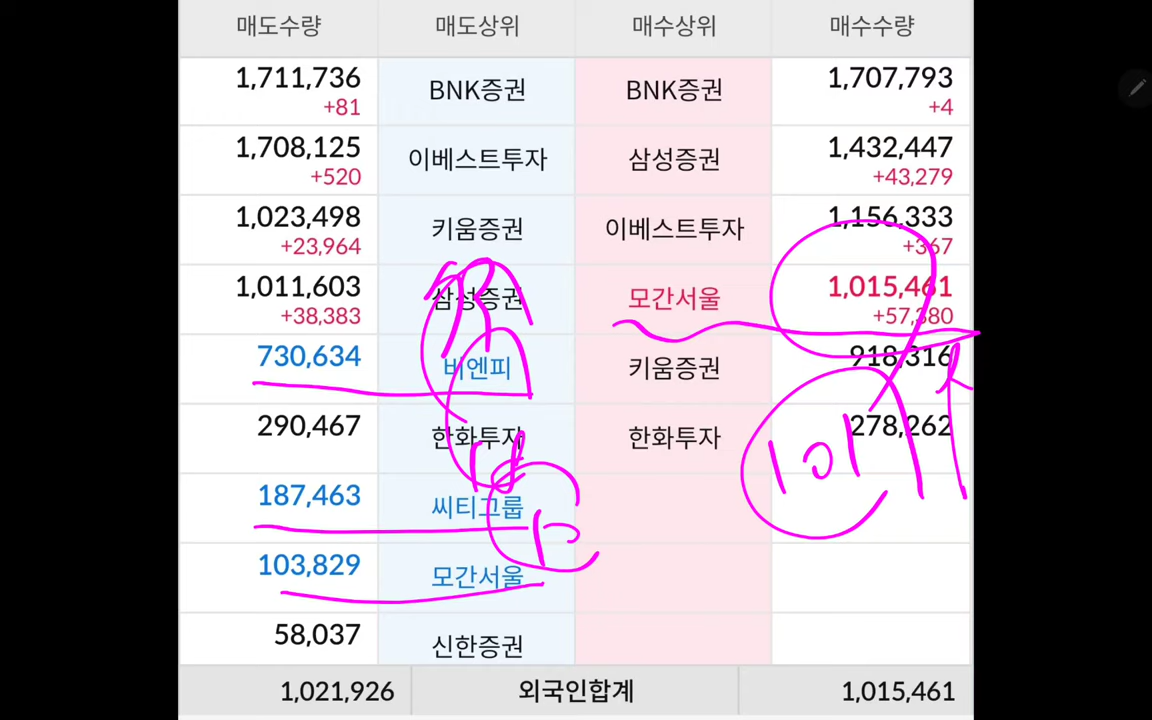 매도수량 매도상위 매수상위 매수수량
1,711,736 BNK증권 BNK증권 1,707,793
+81 +4
1,708,125 이베스트투자 삼성증권 1,432,447
+520 +43,279
1,023,498 키움증권 이베스트투자 1,156,333
+23,964 +367
1,011,603 삼성증권 모간서울 1,015,461
+38,383 +57,380
730,634 비엔피 키움증권 918,316
290,467 한화투자 한화투자 278,262
101
187,463 씨티그룹
103,829 모간서울
58,037 신한증권
1,021,926 외국인합계 1,015,461